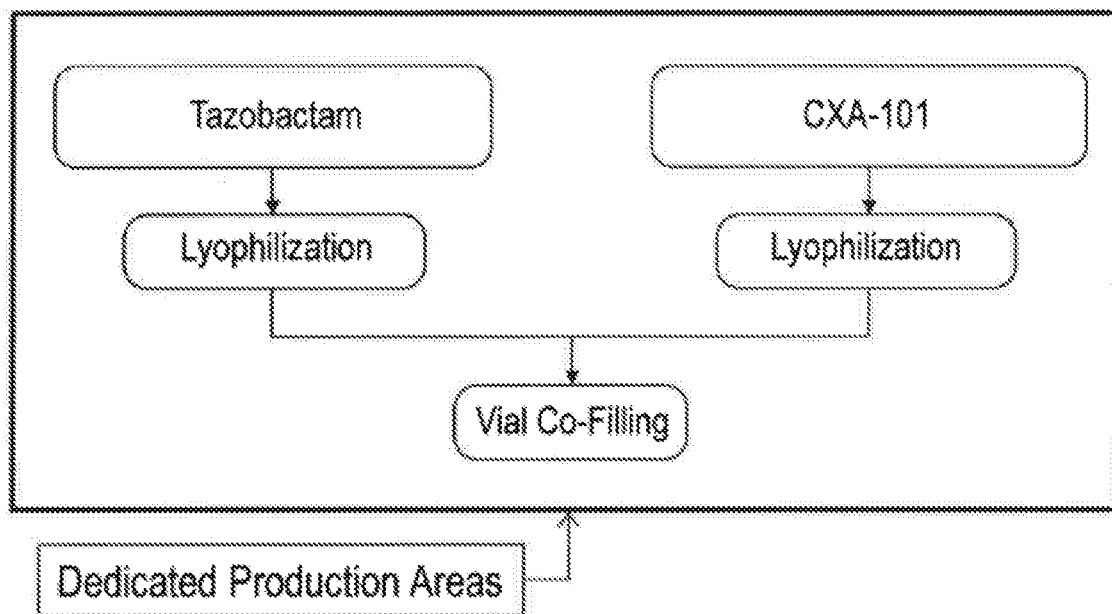 Tazobactam
CXA-101
Lyophilization
Lyophilization
Vial Co-Filling
Dedicated Production Areas